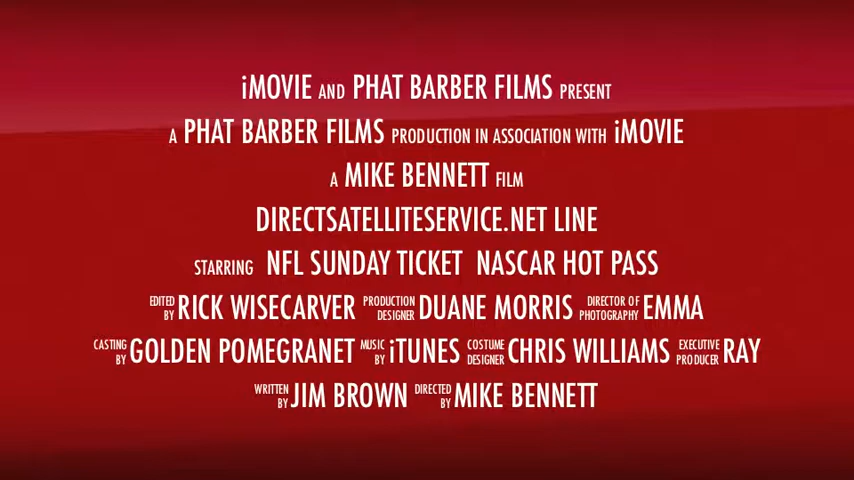 iMOVIE AND PHAT BARBER FILMS PRESENT
A PHAT BARBER FILMS PRODUCTION IN ASSOCIATION WITH iMOVIE
A MIKE BENNETT FILM
DIRECTSATELLITESERVICE.NET LINE
STARRING NFL SUNDAY TICKET NASCAR HOT PASS
EDITED BY RICK WISECARVER PRODUCTION DESIGNER DUANE MORRIS DIRECTOR OF PHOTOGRAPHY EMMA
CASTING BY GOLDEN POMEGRANET MUSIC BY iTUNES COSTUME DESIGNER CHRIS WILLIAMS EXECUTIVE PRODUCER RAY
WRITTEN BY JIM BROWN DIRECTED BY MIKE BENNETT